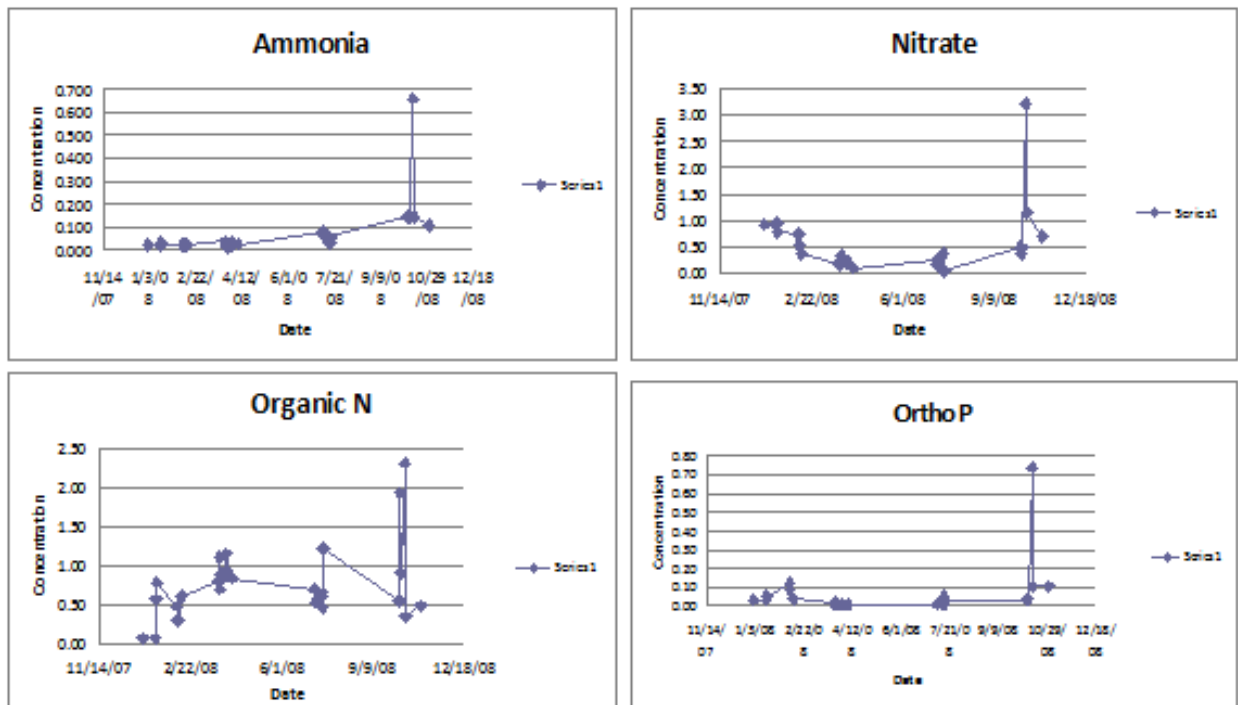 Ammonia
0.700
0.600
0.500
0.400
0.300
0.200
0.100
0.000
Concentration
Series1
11/14 1/3/0 2/22/ 4/12/ 6/1/0 7/21/ 9/9/0 10/29 12/18
/07 8 08 08 8 08 8 /08 /08
Date
Nitrate
3.50
3.00
2.50
2.00
1.50
1.00
0.50
0.00
Concentration
Series1
11/14/07 2/22/08 6/1/08 9/9/08 12/18/08
Date
Organic N
2.50
2.00
1.50
1.00
0.50
0.00
Concentration
Series1
11/14/07 2/22/08 6/1/08 9/9/08 12/18/08
Date
Ortho P
0.80
0.70
0.60
0.50
0.40
0.30
0.20
0.10
0.00
Concentration
Series1
11/14/ 1/3/08 2/22/0 4/12/0 6/1/08 7/21/0 9/9/08 10/29/ 12/18/
07 8 8 8 08 08
Date